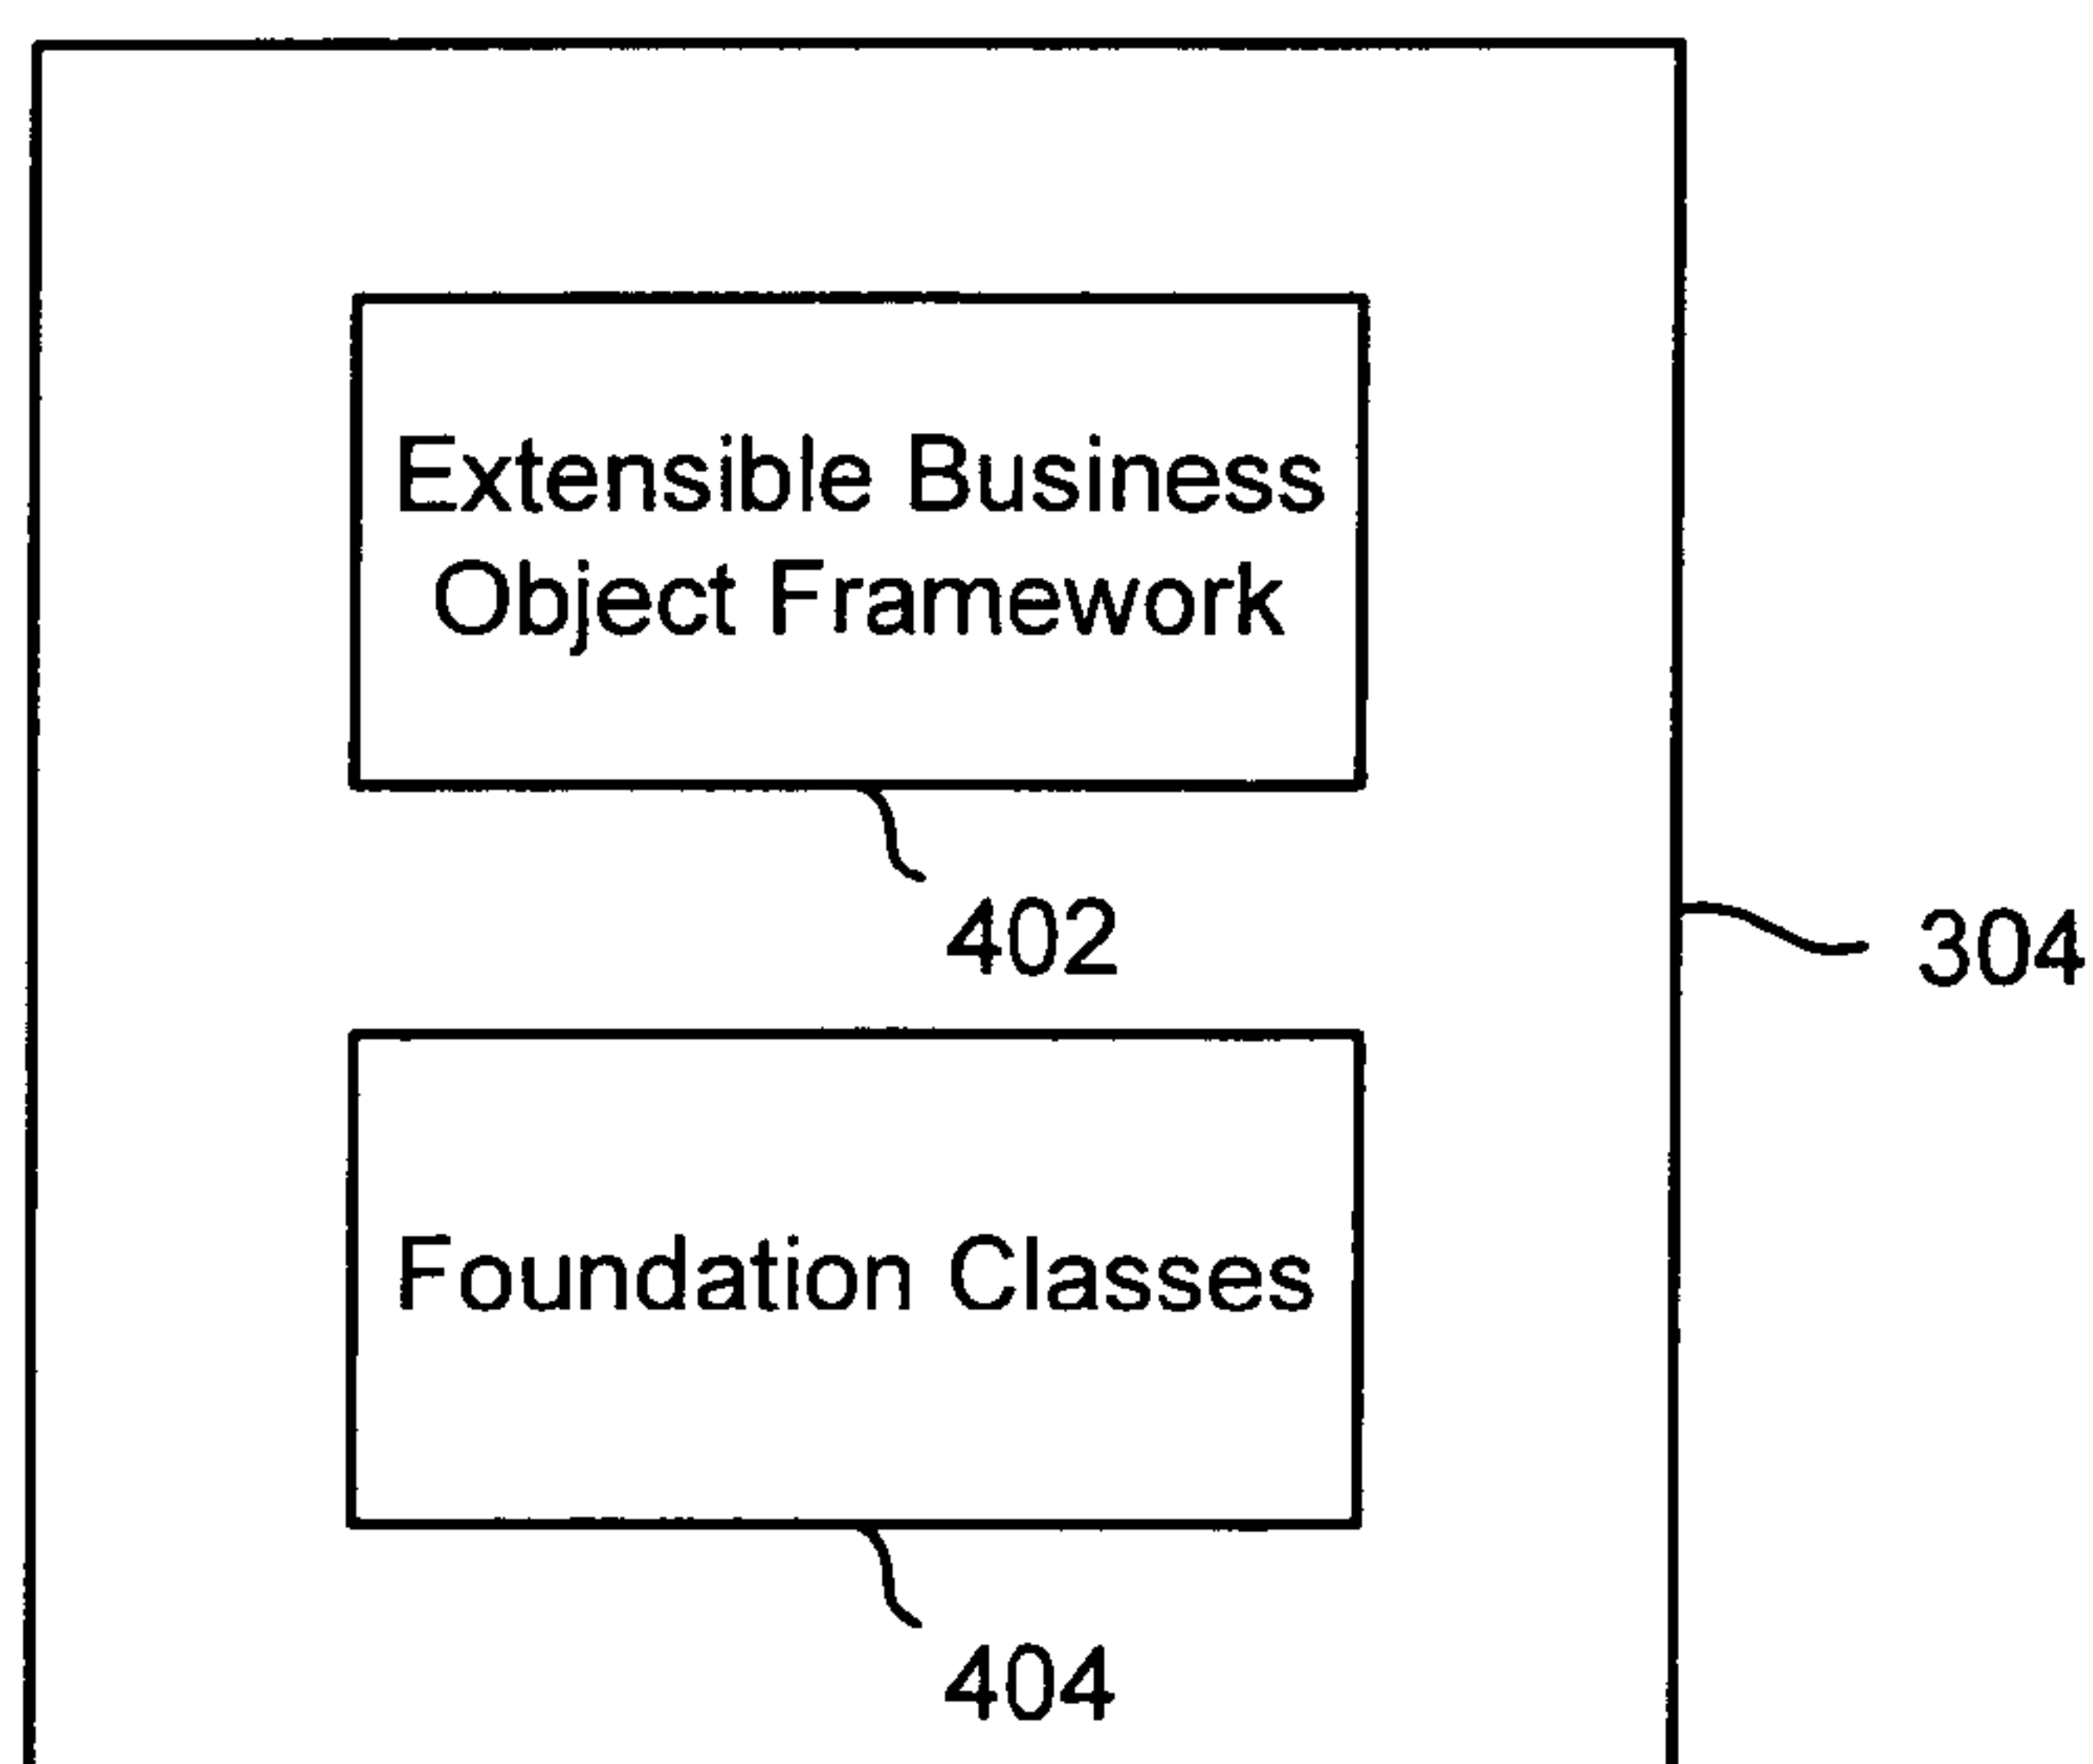 Extensible Business
Object Framework
402
304
Foundation Classes
404